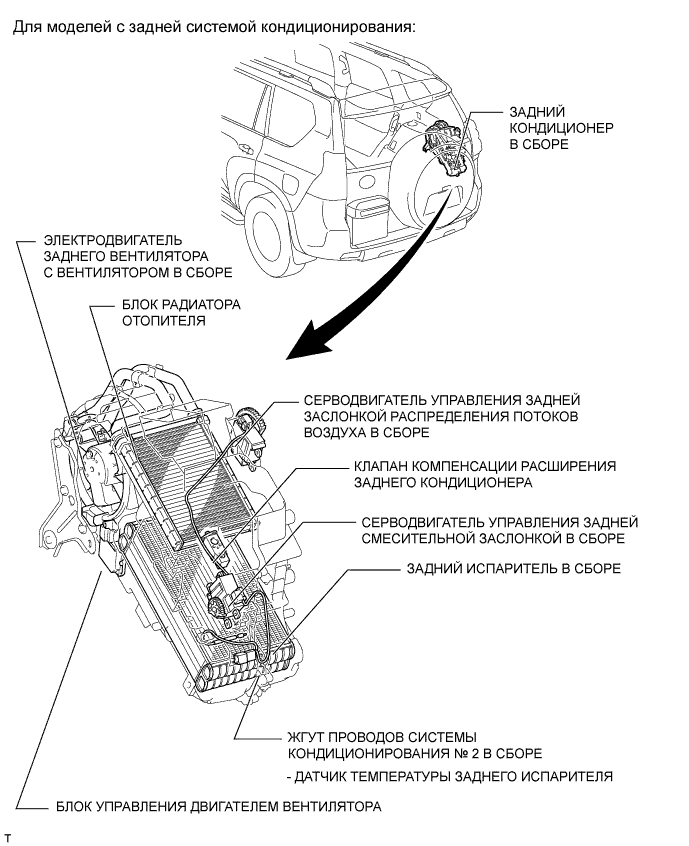 Для моделей с задней системой кондиционирования:
ЗАДНИЙ
КОНДИЦИОНЕР
В СБОРЕ
ЭЛЕКТРОДВИГАТЕЛЬ
ЗАДНЕГО ВЕНТИЛЯТОРА
С ВЕНТИЛЯТОРОМ В СБОРЕ
БЛОК РАДИАТОРА
ОТОПИТЕЛЯ
СЕРВОДВИГАТЕЛЬ УПРАВЛЕНИЯ ЗАДНЕЙ
ЗАСЛОНКОЙ РАСПРЕДЕЛЕНИЯ ПОТОКОВ
ВОЗДУХА В СБОРЕ
КЛАПАН КОМПЕНСАЦИИ РАСШИРЕНИЯ
ЗАДНЕГО КОНДИЦИОНЕРА
СЕРВОДВИГАТЕЛЬ УПРАВЛЕНИЯ ЗАДНЕЙ
СМЕСИТЕЛЬНОЙ ЗАСЛОНКОЙ В СБОРЕ
ЗАДНИЙ ИСПАРИТЕЛЬ В СБОРЕ
ЖГУТ ПРОВОДОВ СИСТЕМЫ
КОНДИЦИОНИРОВАНИЯ № 2 В СБОРЕ
- ДАТЧИК ТЕМПЕРАТУРЫ ЗАДНЕГО ИСПАРИТЕЛЯ
БЛОК УПРАВЛЕНИЯ ДВИГАТЕЛЕМ ВЕНТИЛЯТОРА
T